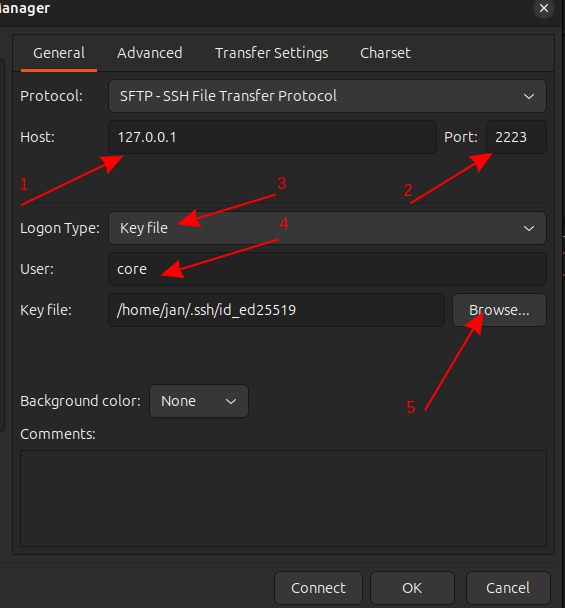 Manager
General Advanced Transfer Settings Charset
Protocol: SFTP - SSH File Transfer Protocol
Host: 127.0.0.1 Port: 2223
1 2 3
Logon Type: Key file
4
User: core
Key file: /home/jan/.ssh/id_ed25519 Browse...
5
Background color: None
Comments:
Connect OK Cancel